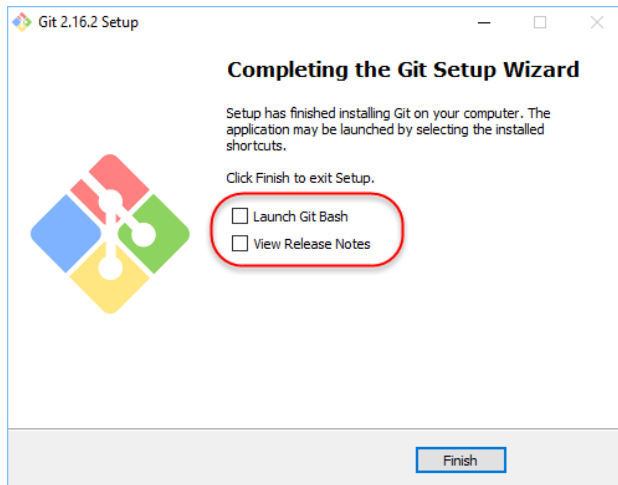 Git 2.16.2 Setup
Completing the Git Setup Wizard
Setup has finished installing Git on your computer. The
application may be launched by selecting the installed
shortcuts.
Click Finish to exit Setup.
Launch Git Bash
View Release Notes
Finish